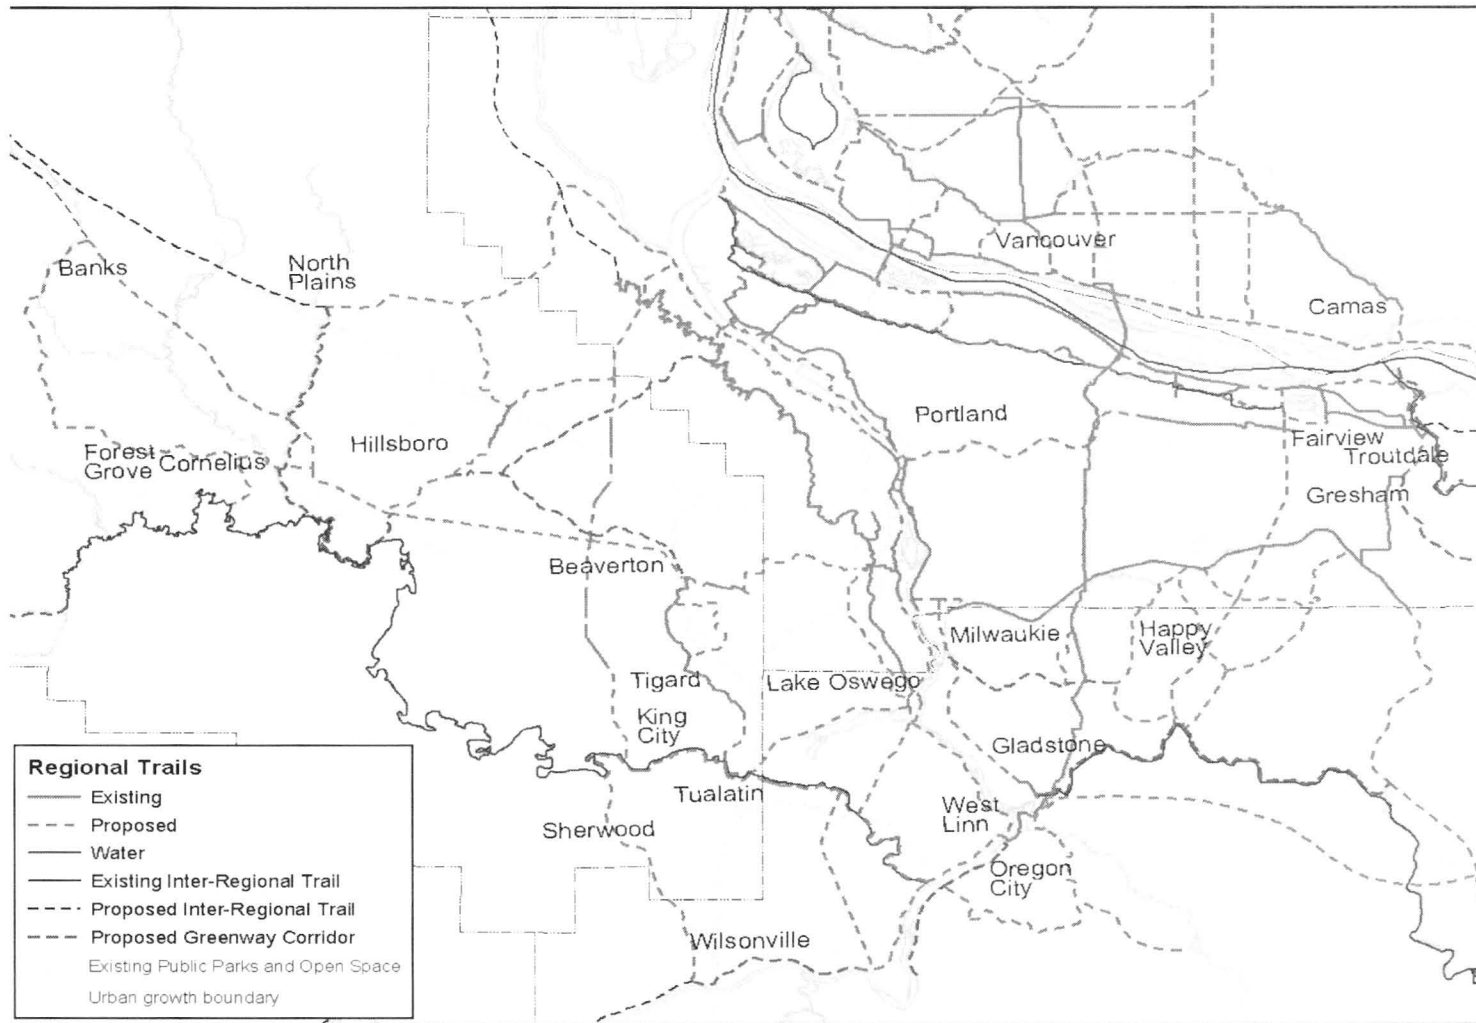 Vancouver
Banks
North
Plains
Camas
Portland
Hillsboro
Fairview
Troutdale
Forest
Grove
Cornelius
Gresham
Beaverton
Milwaukie
Happy
Valley
Tigard
Lake Oswego
King
City
Gladstone
Tualatin
West
Linn
Sherwood
Oregon
City
Wilsonville
Regional Trails
Existing
Proposed
Water
Existing Inter-Regional Trail
Proposed Inter-Regional Trail
Proposed Greenway Corridor
Existing Public Parks and Open Space
Urban growth boundary